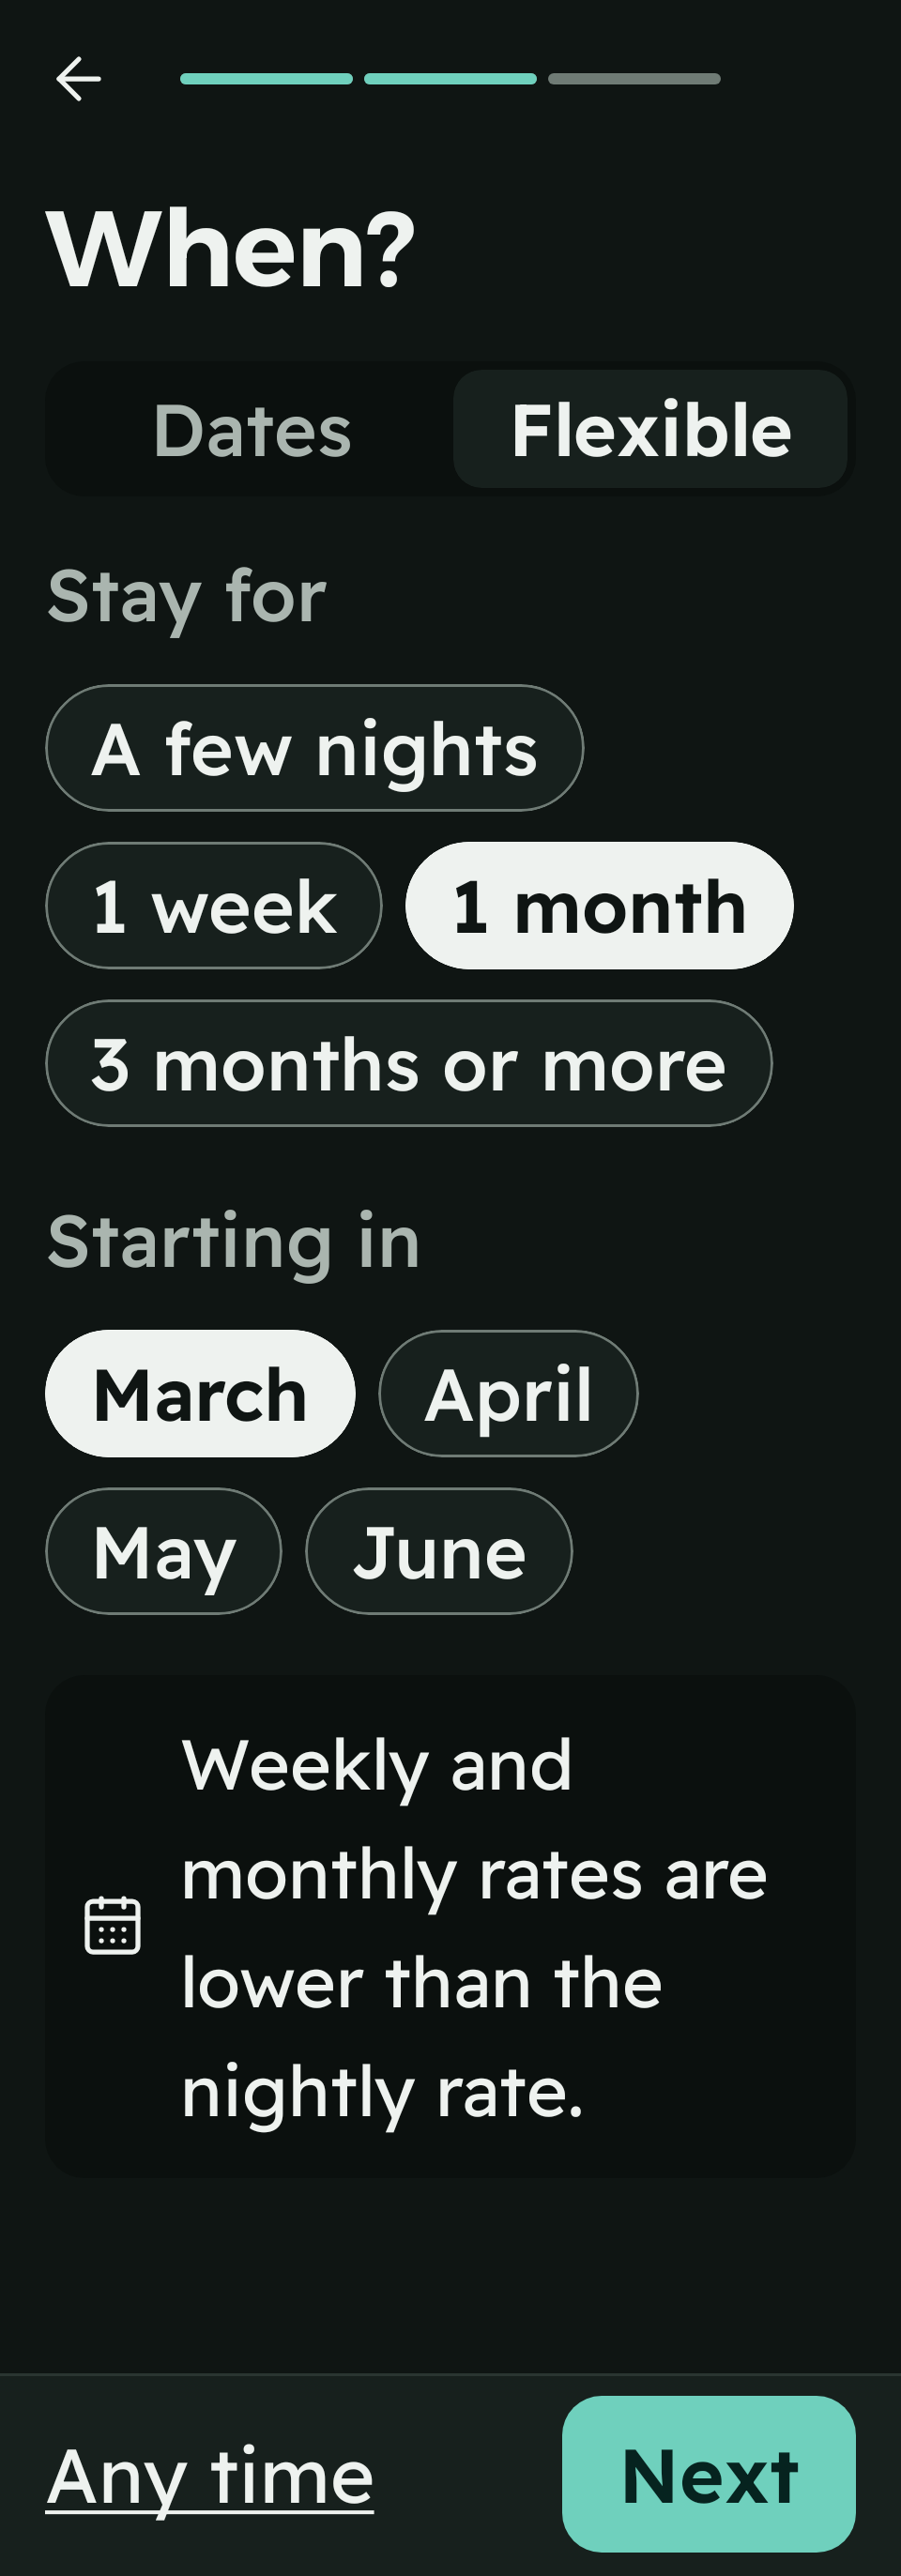 When?
Dates
Flexible
Stay for
A few nights
1 week
1 month
3 months or more
Starting in
March
April
May
June
Weekly and
monthly rates are
lower than the
nightly rate.
Any time
Next